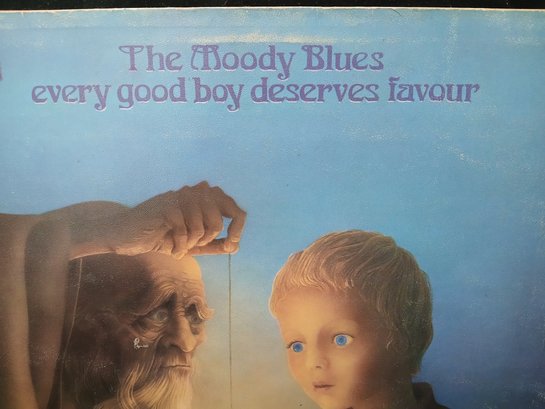 The Moody Blues
every good boy deserves favour